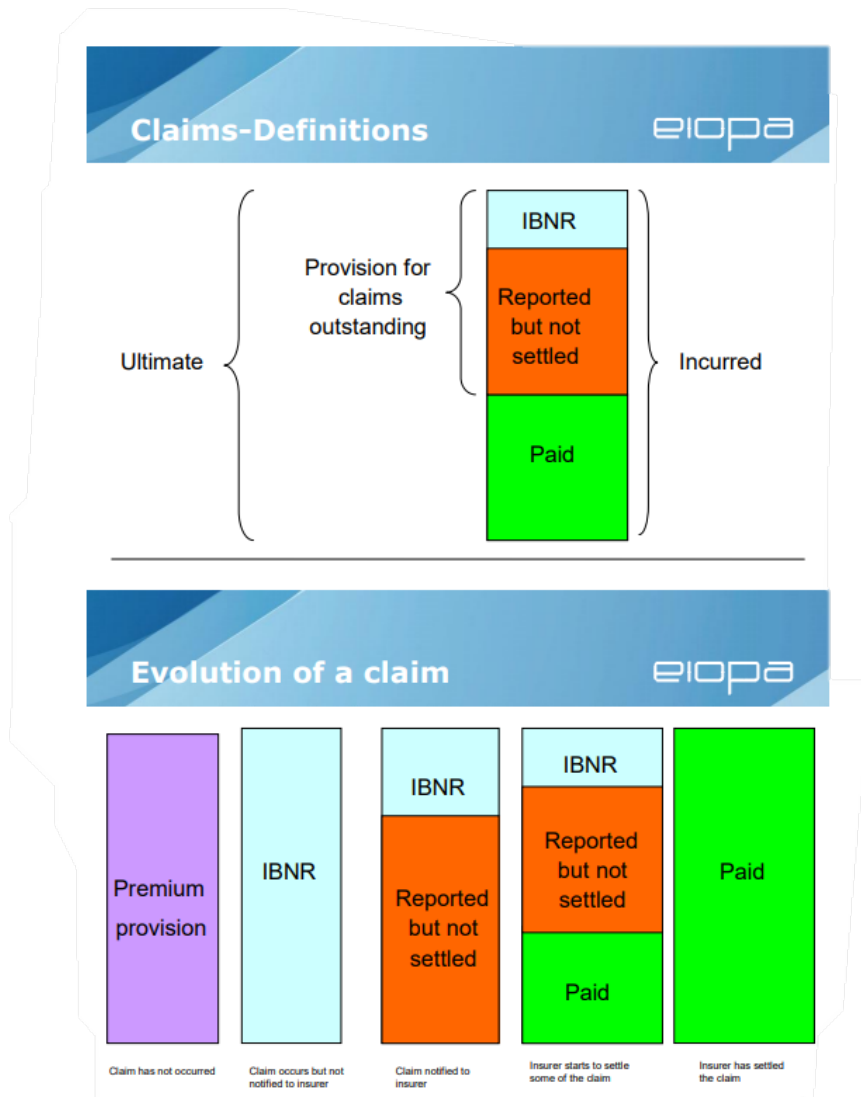 Claims-Definitions
eiopa
IBNR
Provision for
claims
outstanding
Reported
but not
settled
Ultimate
Incurred
Paid
Evolution of a claim
eiopa
Premium
provision
IBNR
IBNR
Reported
but not
settled
IBNR
Reported
but not
settled
Paid
Paid
Claim has not occurred
Claim occurs but not
notified to insurer
Claim notified to
insurer
Insurer starts to settle
some of the claim
Insurer has settled
the claim